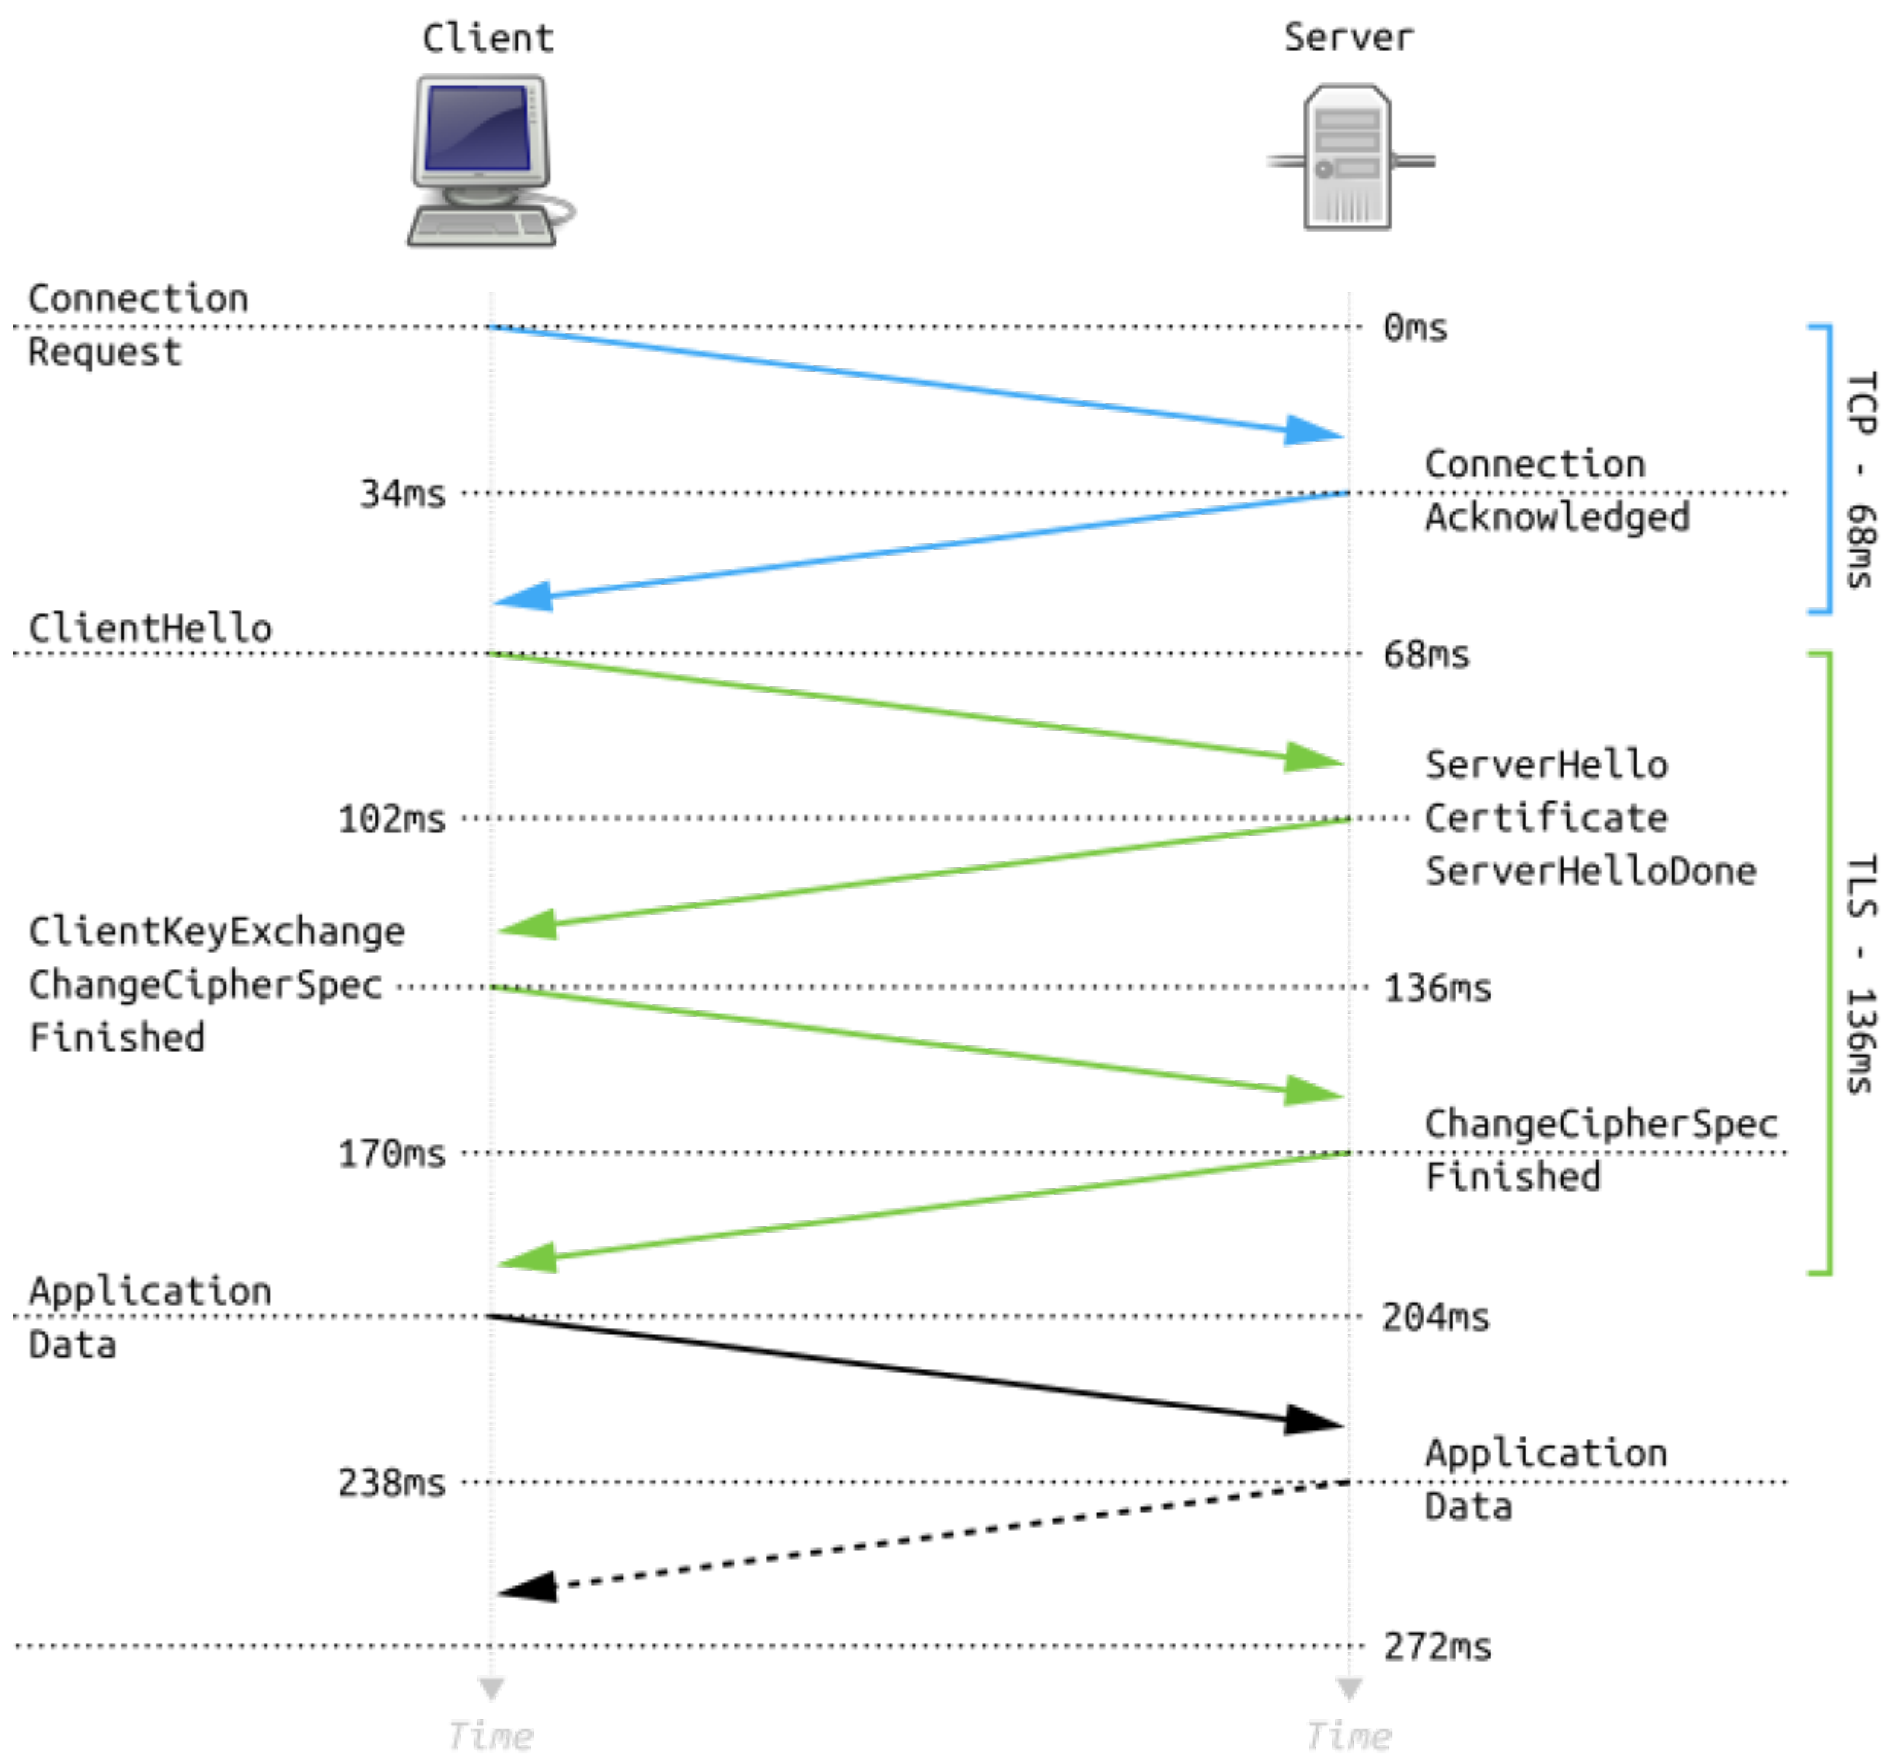 Client
Server
Connection
Request
0ms
TCP - 68ms
34ms
Connection
Acknowledged
ClientHello
68ms
ServerHello
102ms
Certificate
ServerHelloDone
TLS - 136ms
ClientKeyExchange
ChangeCipherSpec
136ms
Finished
170ms
ChangeCipherSpec
Finished
Application
Data
204ms
238ms
Application
Data
272ms
Time
Time